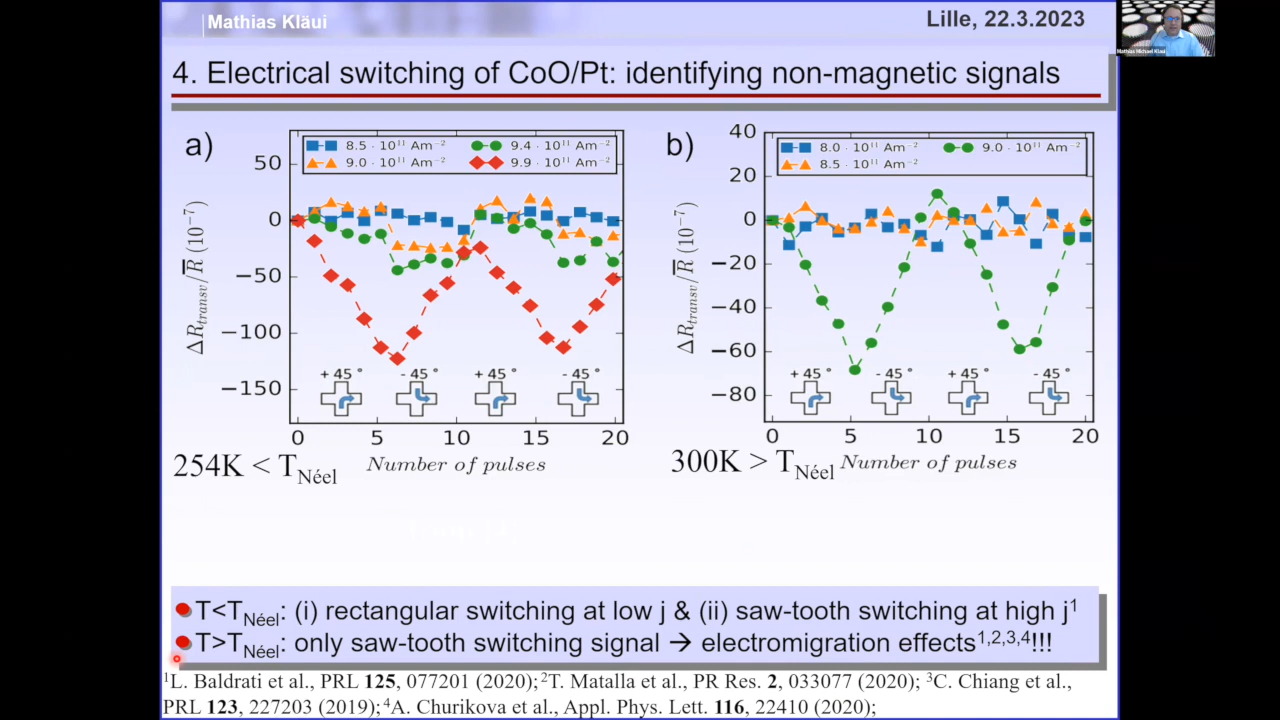 Mathias Kläui
Lille, 22.3.2023
Mathias Michael Klaui
4. Electrical switching of CoO/Pt: identifying non-magnetic signals
a)
8.5 · 10¹¹ Am⁻²
9.4 · 10¹¹ Am⁻²
9.0 · 10¹¹ Am⁻²
9.9 · 10¹¹ Am⁻²
50
0
−50
−100
−150
ΔR_transv/R̅ (10⁻⁷)
+ 45 °
- 45 °
+ 45 °
- 45 °
0 5 10 15 20
254K < T_Néel
Number of pulses
b)
8.0 · 10¹¹ Am⁻²
9.0 · 10¹¹ Am⁻²
8.5 · 10¹¹ Am⁻²
40
20
0
−20
−40
−60
−80
ΔR_transv/R̅ (10⁻⁷)
+ 45 °
- 45 °
+ 45 °
- 45 °
0 5 10 15 20
300K > T_Néel
Number of pulses
T<T_Néel: (i) rectangular switching at low j & (ii) saw-tooth switching at high j¹
T>T_Néel: only saw-tooth switching signal → electromigration effects¹,²,³,⁴!!!
¹L. Baldrati et al., PRL 125, 077201 (2020);²T. Matalla et al., PR Res. 2, 033077 (2020); ³C. Chiang et al.,
PRL 123, 227203 (2019);⁴A. Churikova et al., Appl. Phys. Lett. 116, 22410 (2020);